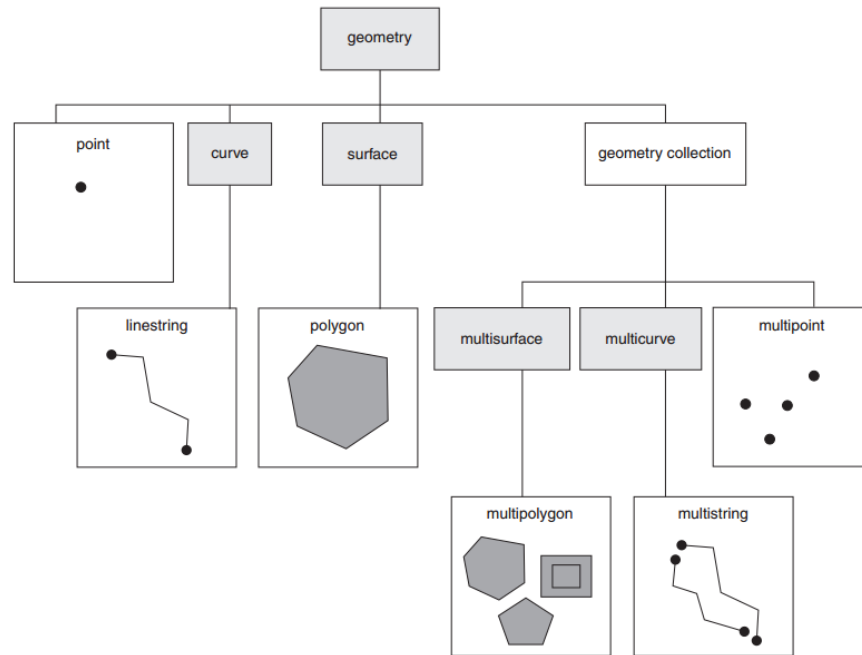 geometry
point
curve
surface
geometry collection
linestring
polygon
multisurface
multicurve
multipoint
multipolygon
multistring